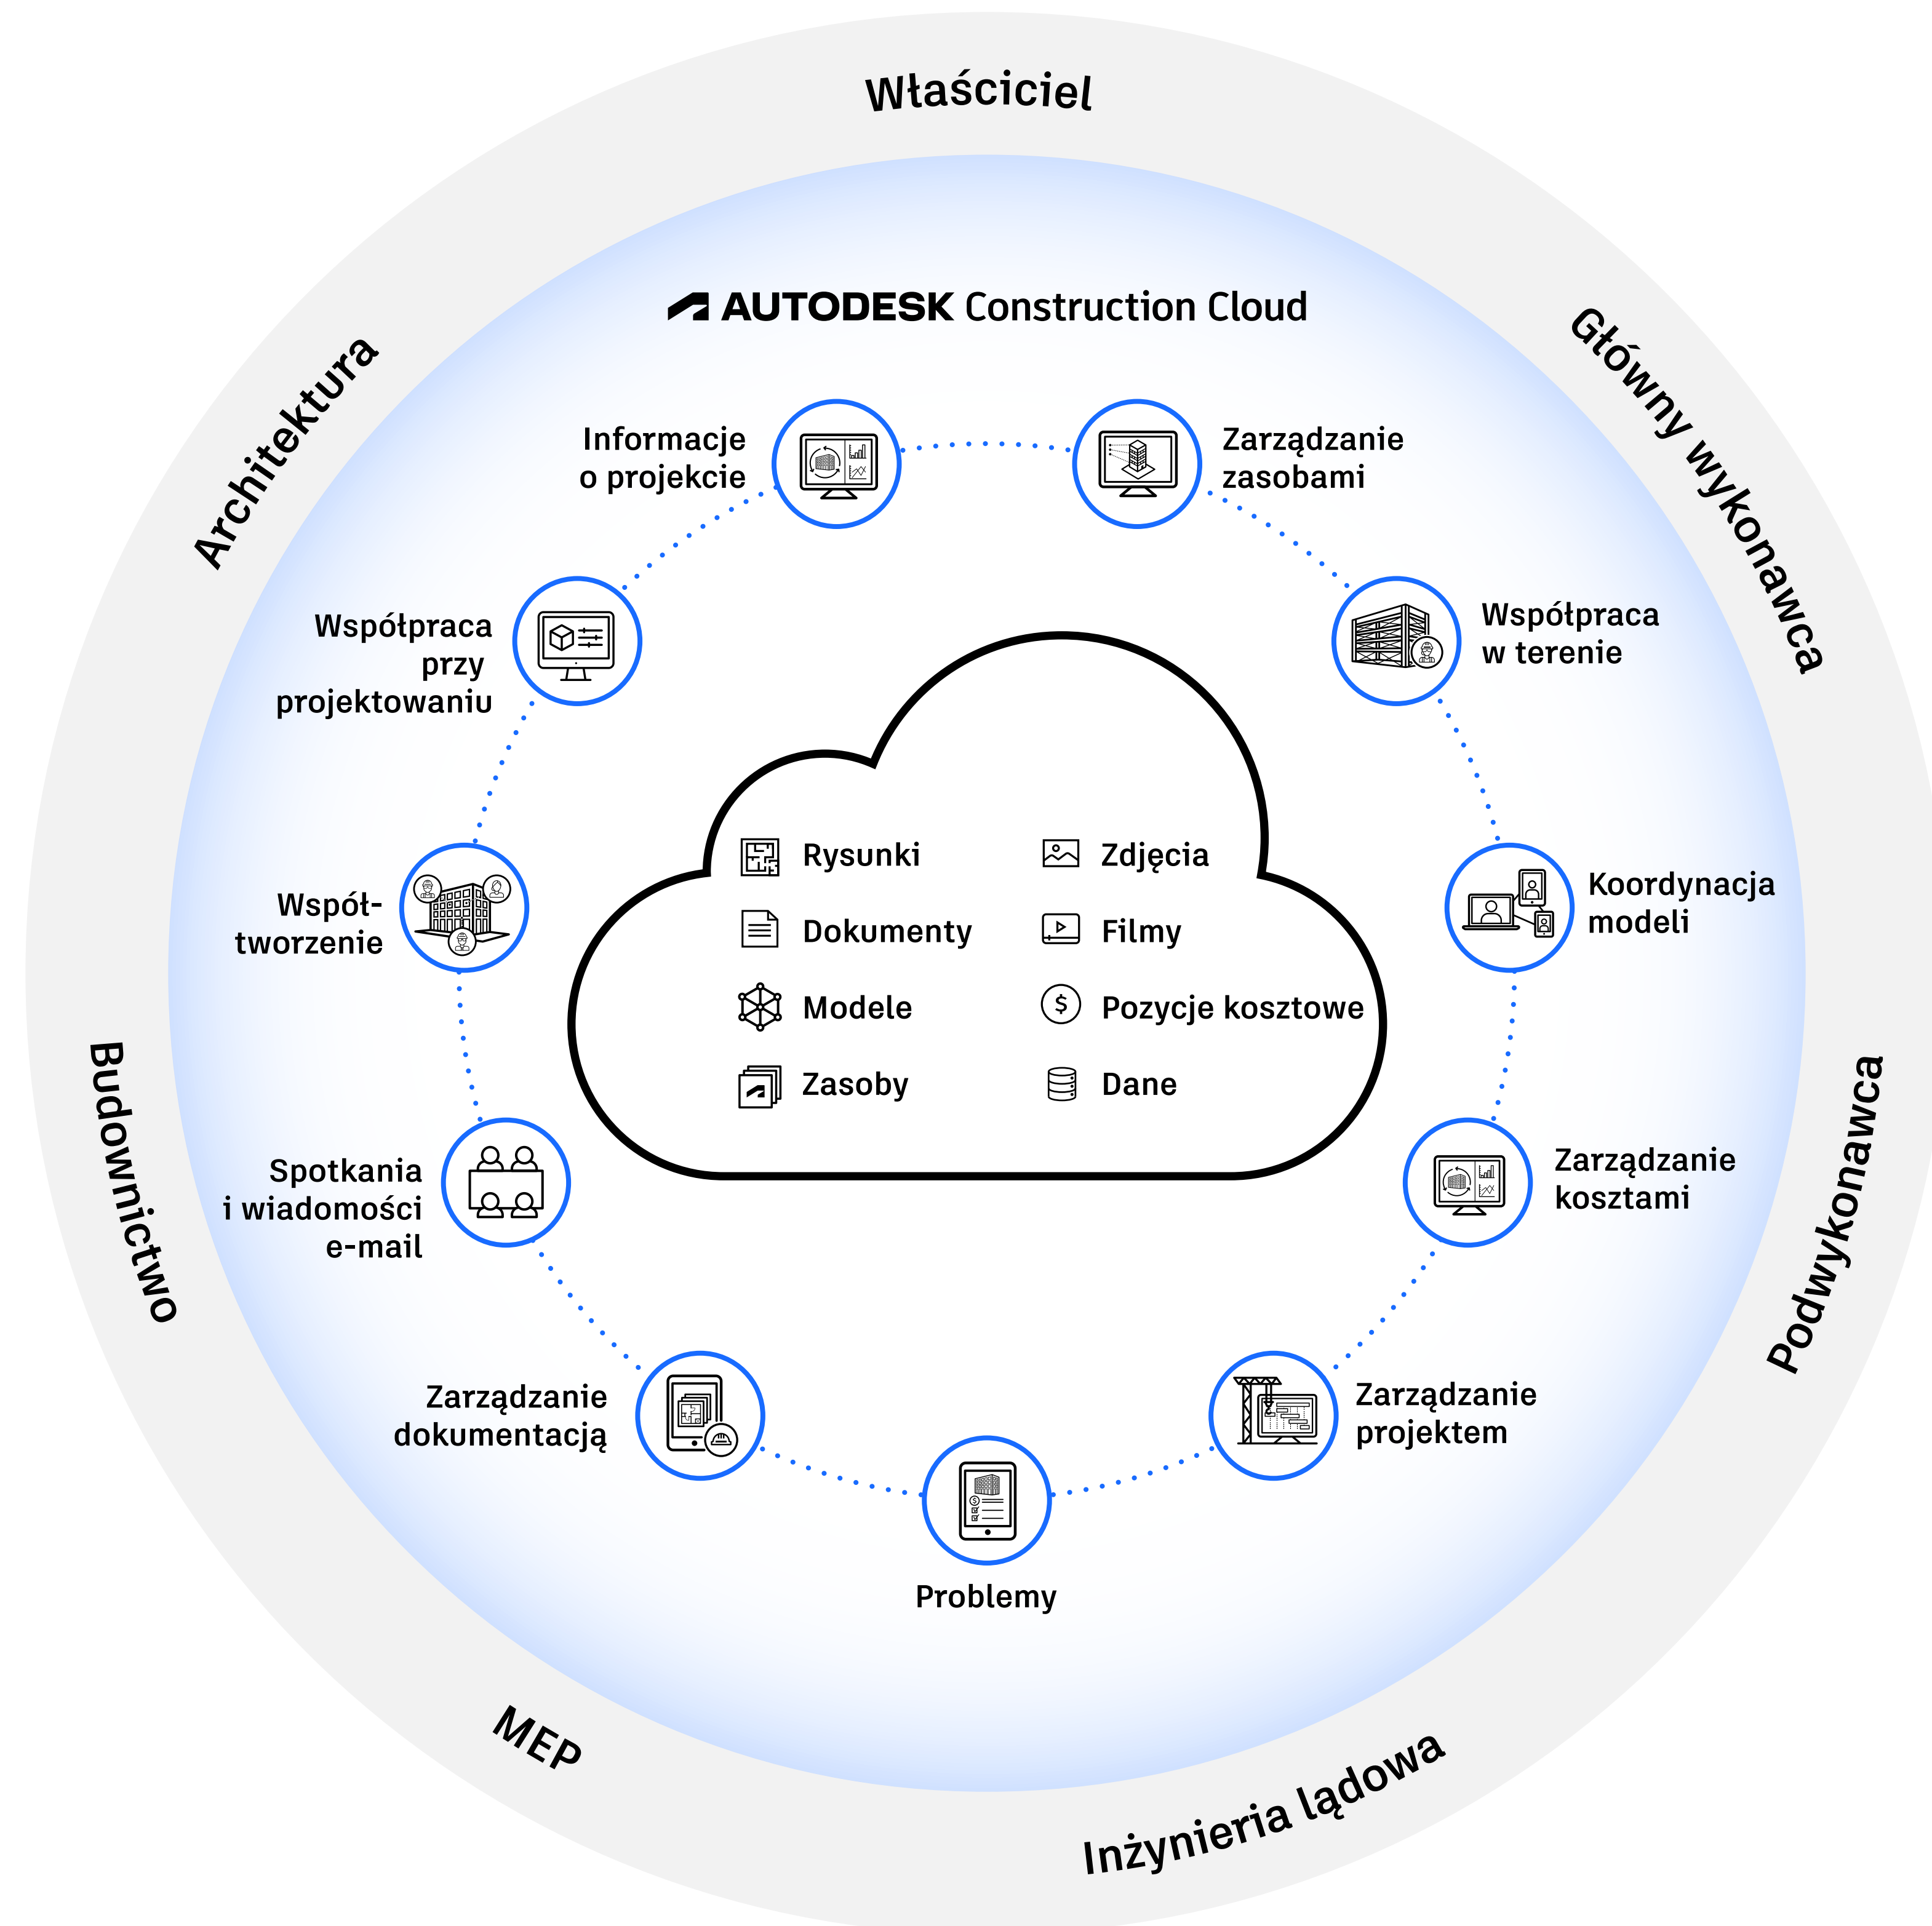 Właściciel
Architektura
Główny wykonawca
AUTODESK Construction Cloud
Informacje
o projekcie
Zarządzanie
zasobami
Współpraca
przy
projektowaniu
Współpraca
w terenie
Współ-
tworzenie
Koordynacja
modeli
Rysunki
Dokumenty
Modele
Zasoby
Zdjęcia
Filmy
Pozycje kosztowe
Dane
Spotkania
i wiadomości
e-mail
Zarządzanie
kosztami
Zarządzanie
dokumentacją
Zarządzanie
projektem
Problemy
Budownictwo
Podwykonawca
MEP
Inżynieria lądowa